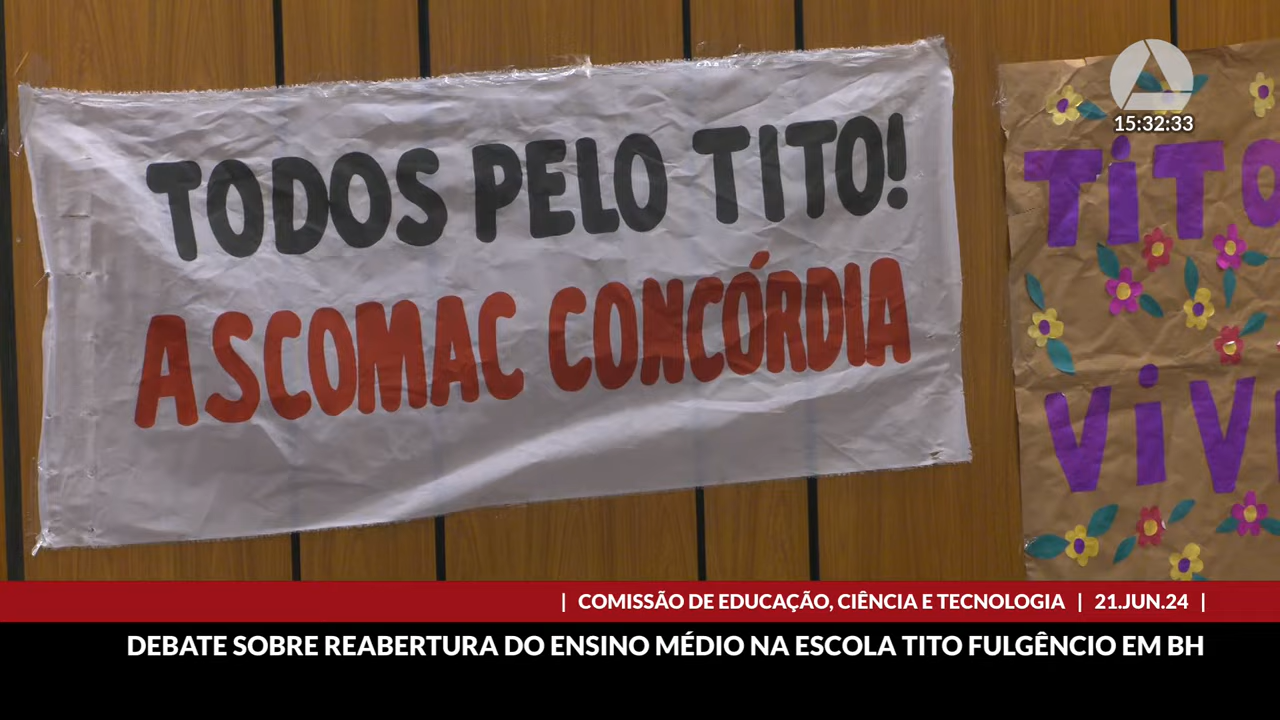 TODOS PELO TITO!
ASCOMAC CONCÓRDIA
TITO
VIV
15:32:33
| COMISSÃO DE EDUCAÇÃO, CIÊNCIA E TECNOLOGIA | 21.JUN.24 |
DEBATE SOBRE REABERTURA DO ENSINO MÉDIO NA ESCOLA TITO FULGÊNCIO EM BH